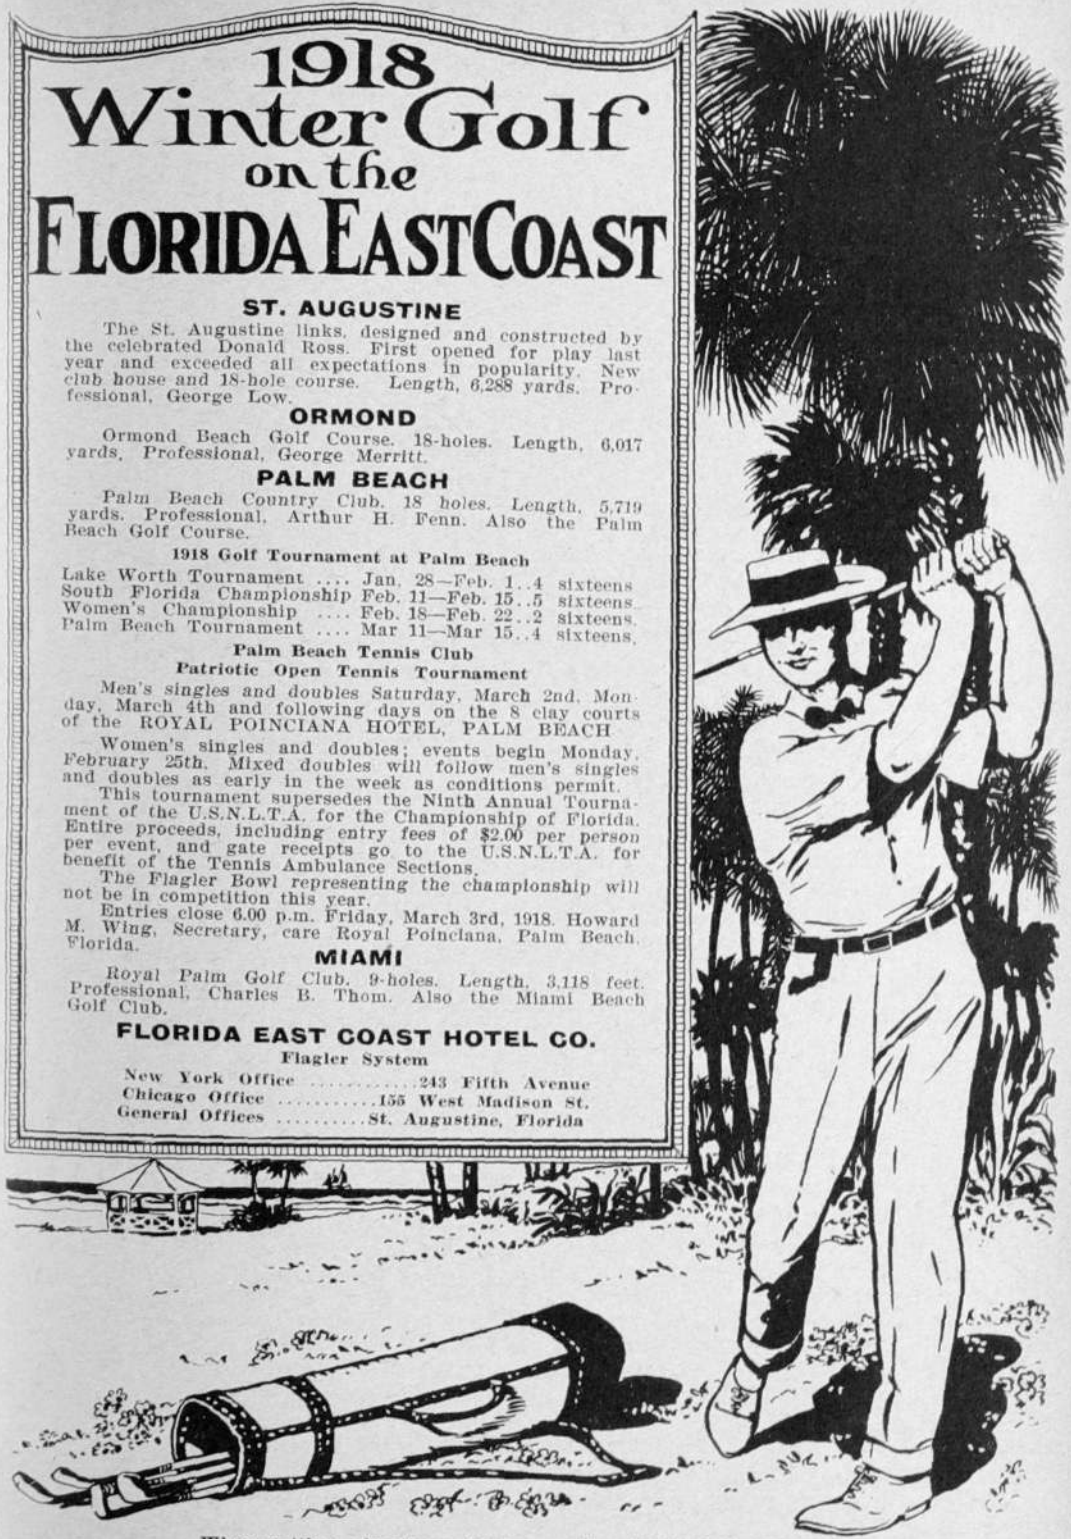 1918
Winter Golf
on the
FLORIDA EAST COAST
ST. AUGUSTINE
The St. Augustine links, designed and constructed by
the celebrated Donald Ross. First opened for play last
year and exceeded all expectations in popularity. New
club house and 18-hole course. Length, 6,288 yards. Pro-
fessional, George Low.
ORMOND
Ormond Beach Golf Course. 18-holes. Length, 6,017
yards. Professional, George Merritt.
PALM BEACH
Palm Beach Country Club. 18 holes. Length, 5,719
yards. Professional, Arthur H. Fenn. Also the Palm
Beach Golf Course.
1918 Golf Tournament at Palm Beach
Lake Worth Tournament .... Jan. 28—Feb. 1..4 sixteens
South Florida Championship Feb. 11—Feb. 15..5 sixteens
Women's Championship .... Feb. 18—Feb. 22..2 sixteens.
Palm Beach Tournament .... Mar 11—Mar 15..4 sixteens.
Palm Beach Tennis Club
Patriotic Open Tennis Tournament
Men's singles and doubles Saturday, March 2nd, Mon-
day, March 4th and following days on the 8 clay courts
of the ROYAL POINCIANA HOTEL, PALM BEACH
Women's singles and doubles; events begin Monday,
February 25th. Mixed doubles will follow men's singles
and doubles as early in the week as conditions permit.
This tournament supersedes the Ninth Annual Tourna-
ment of the U.S.N.L.T.A. for the Championship of Florida.
Entire proceeds, including entry fees of $2.00 per person
per event, and gate receipts go to the U.S.N.L.T.A. for
benefit of the Tennis Ambulance Sections.
The Flagler Bowl representing the championship will
not be in competition this year.
Entries close 6.00 p.m. Friday, March 3rd, 1918. Howard
M. Wing, Secretary, care Royal Poinciana, Palm Beach,
Florida.
MIAMI
Royal Palm Golf Club. 9-holes. Length, 3,118 feet.
Professional, Charles B. Thom. Also the Miami Beach
Golf Club.
FLORIDA EAST COAST HOTEL CO.
Flagler System
New York Office ............243 Fifth Avenue
Chicago Office ...........155 West Madison St.
General Offices ..........St. Augustine, Florida